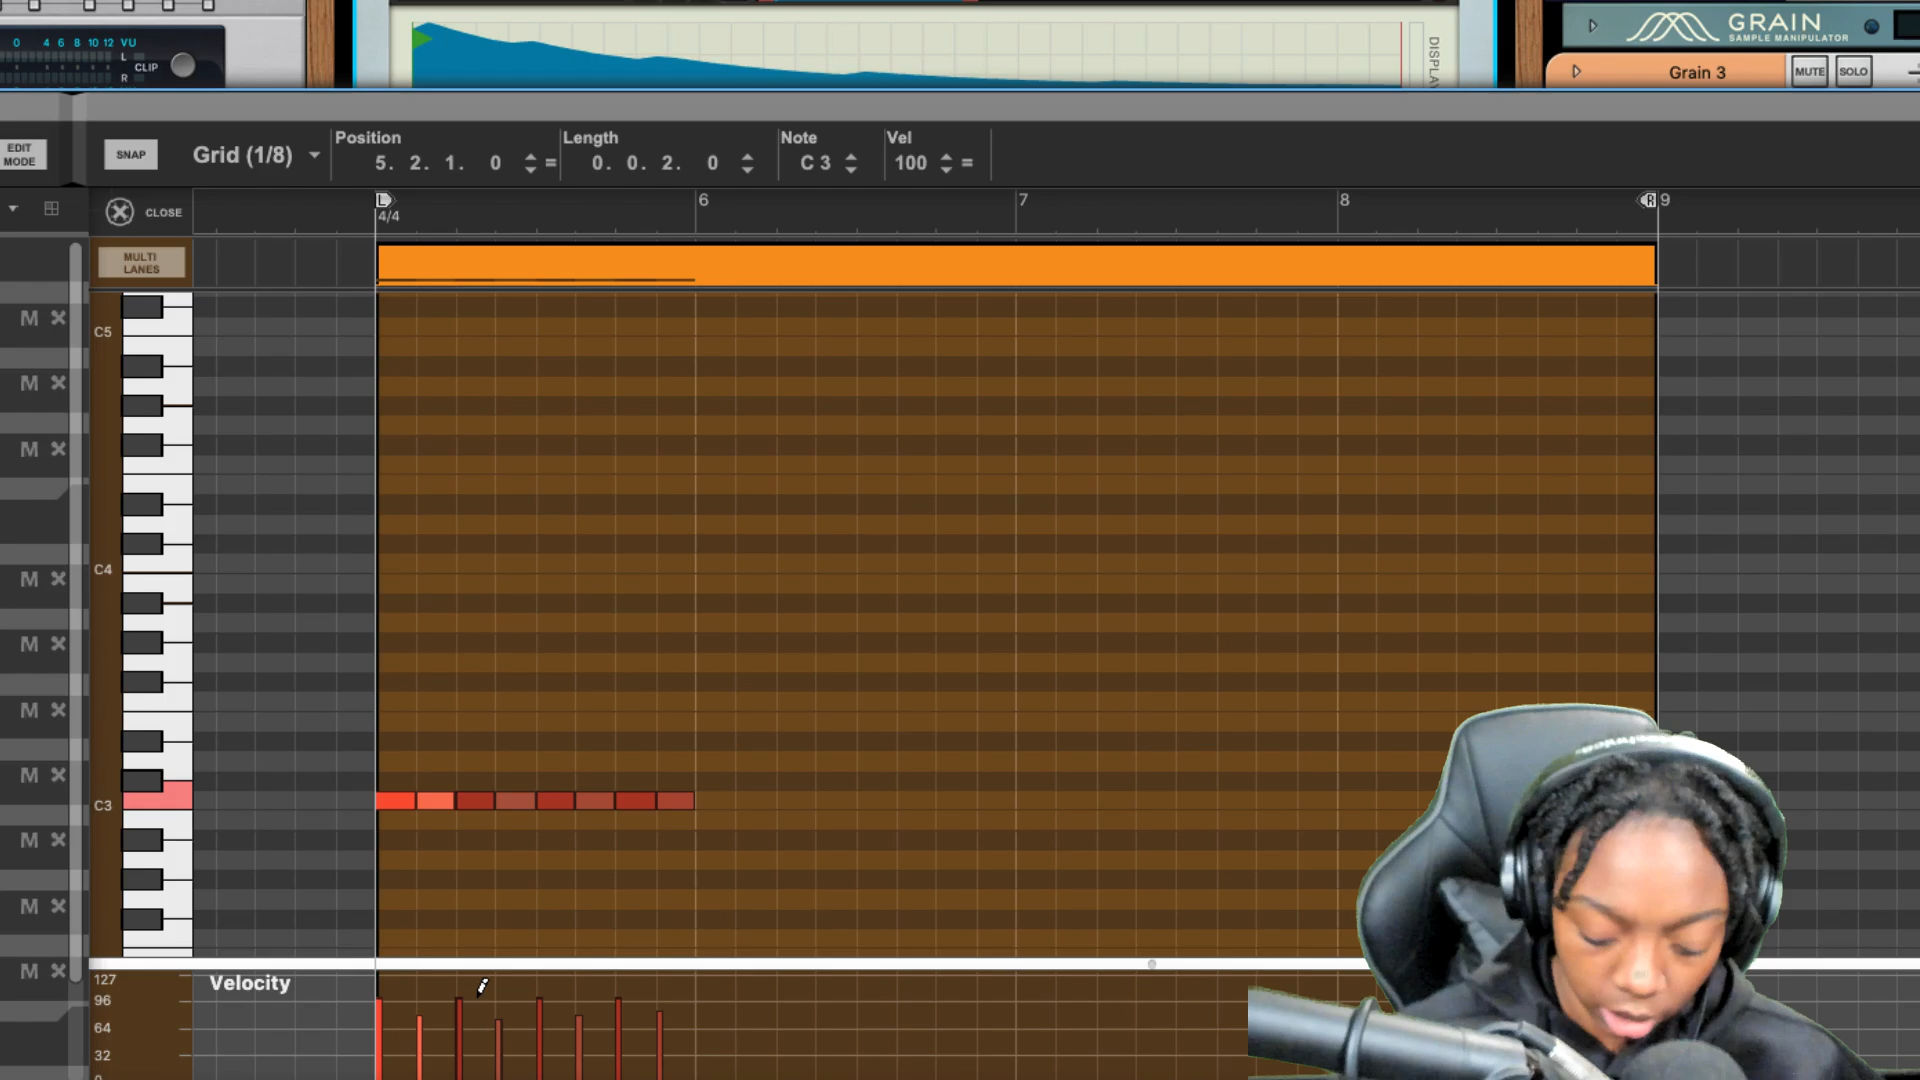 0 4 6 8 10 12 VU
L
CLIP
R
DISPLA
GRAIN
SAMPLE MANIPULATOR
Grain 3
MUTE SOLO
EDIT
MODE
SNAP
Grid (1/8)
Position
5. 2. 1. 0
=
Length
0. 0. 2. 0
Note
C 3
Vel
100
=
CLOSE
L
4/4
6
7
8
R
9
MULTI
LANES
C5
C4
C3
M
M
M
M
M
M
M
M
M
M
127
96
64
32
Velocity